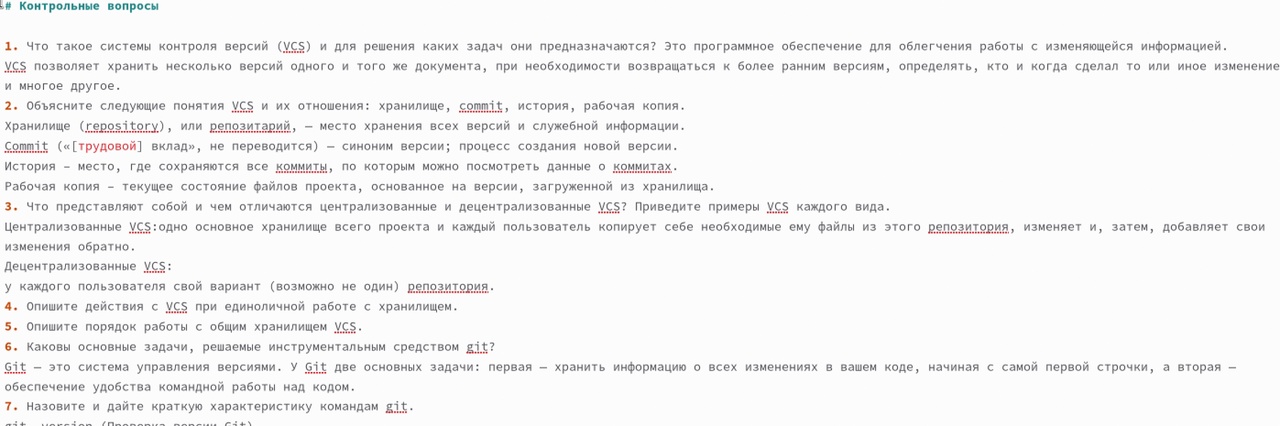 # Контрольные вопросы
1. Что такое системы контроля версий (VCS) и для решения каких задач они предназначаются? Это программное обеспечение для облегчения работы с изменяющейся информацией.
VCS позволяет хранить несколько версий одного и того же документа, при необходимости возвращаться к более ранним версиям, определять, кто и когда сделал то или иное изменение
и многое другое.
2. Объясните следующие понятия VCS и их отношения: хранилище, commit, история, рабочая копия.
Хранилище (repository), или репозитарий, — место хранения всех версий и служебной информации.
Commit («[трудовой] вклад», не переводится) — синоним версии; процесс создания новой версии.
История – место, где сохраняются все коммиты, по которым можно посмотреть данные о коммитах.
Рабочая копия – текущее состояние файлов проекта, основанное на версии, загруженной из хранилища.
3. Что представляют собой и чем отличаются централизованные и децентрализованные VCS? Приведите примеры VCS каждого вида.
Централизованные VCS:одно основное хранилище всего проекта и каждый пользователь копирует себе необходимые ему файлы из этого репозитория, изменяет и, затем, добавляет свои
изменения обратно.
Децентрализованные VCS:
у каждого пользователя свой вариант (возможно не один) репозитория.
4. Опишите действия с VCS при единоличной работе с хранилищем.
5. Опишите порядок работы с общим хранилищем VCS.
6. Каковы основные задачи, решаемые инструментальным средством git?
Git — это система управления версиями. У Git две основных задачи: первая — хранить информацию о всех изменениях в вашем коде, начиная с самой первой строчки, а вторая —
обеспечение удобства командной работы над кодом.
7. Назовите и дайте краткую характеристику командам git.
git –version (Проверка версии Git)